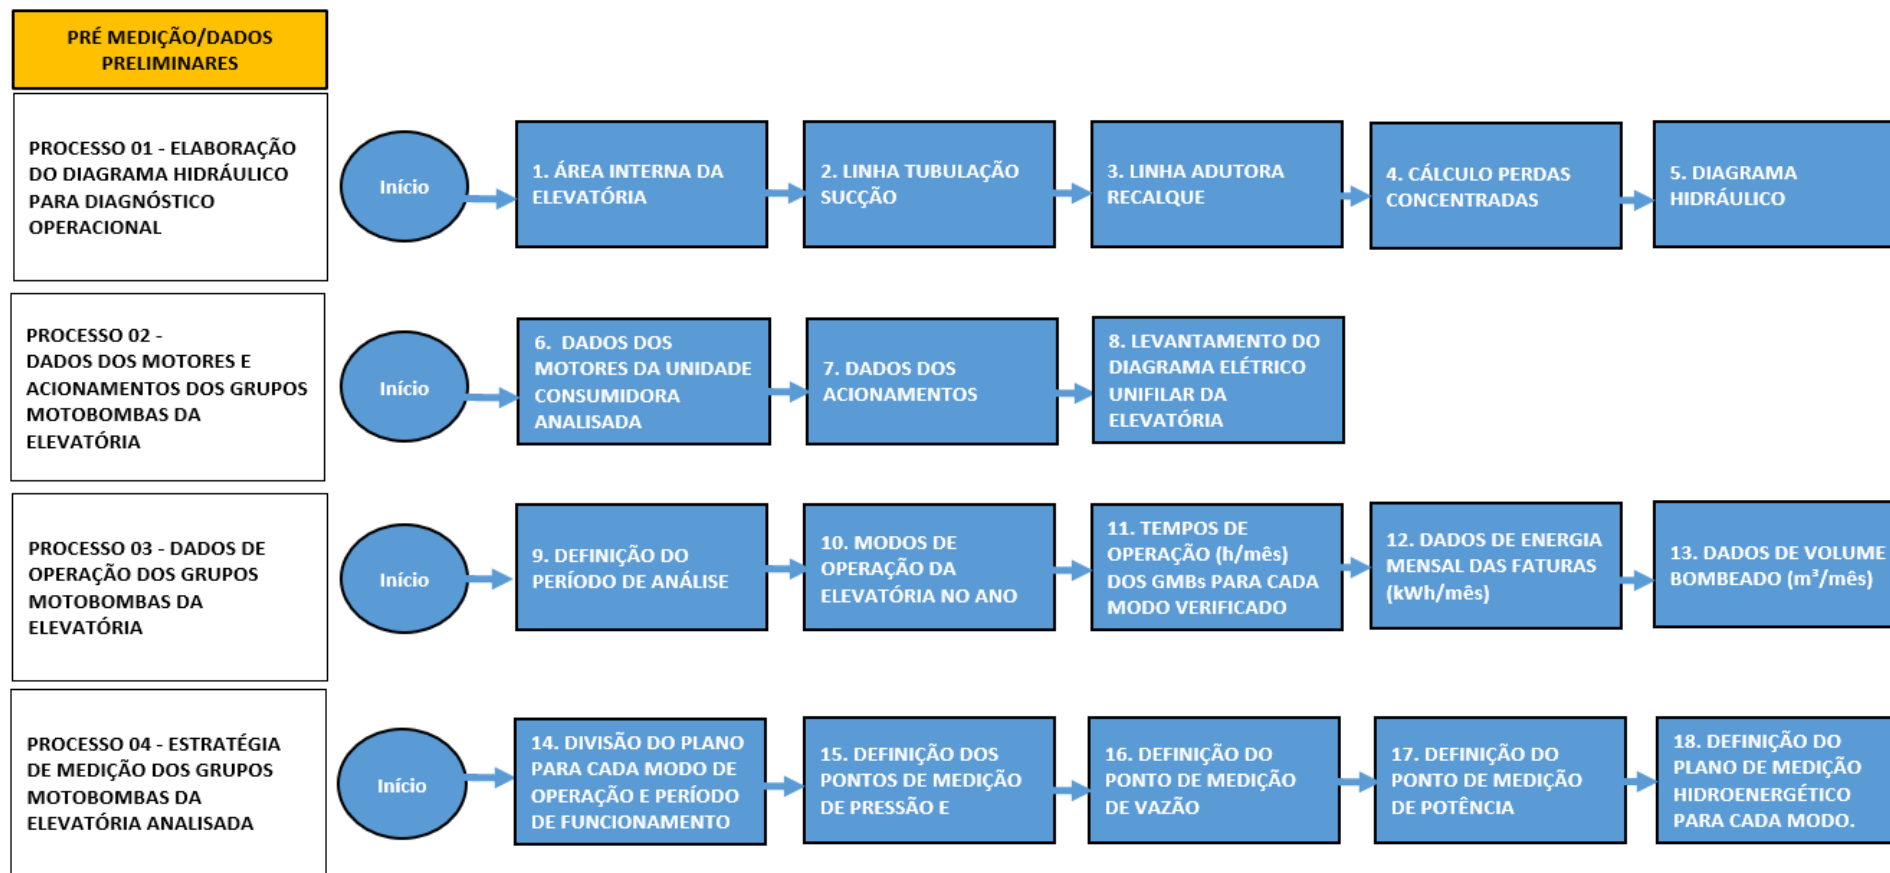 PRÉ MEDIÇÃO/DADOS
PRELIMINARES
PROCESSO 01 - ELABORAÇÃO
DO DIAGRAMA HIDRÁULICO
PARA DIAGNÓSTICO
OPERACIONAL
Início
1. ÁREA INTERNA DA
ELEVATÓRIA
2. LINHA TUBULAÇÃO
SUCÇÃO
3. LINHA ADUTORA
RECALQUE
4. CÁLCULO PERDAS
CONCENTRADAS
5. DIAGRAMA
HIDRÁULICO
PROCESSO 02 -
DADOS DOS MOTORES E
ACIONAMENTOS DOS GRUPOS
MOTOBOMBAS DA
ELEVATÓRIA
Início
6. DADOS DOS
MOTORES DA UNIDADE
CONSUMIDORA
ANALISADA
7. DADOS DOS
ACIONAMENTOS
8. LEVANTAMENTO DO
DIAGRAMA ELÉTRICO
UNIFILAR DA
ELEVATÓRIA
PROCESSO 03 - DADOS DE
OPERAÇÃO DOS GRUPOS
MOTOBOMBAS DA
ELEVATÓRIA
Início
9. DEFINIÇÃO DO
PERÍODO DE ANÁLISE
10. MODOS DE
OPERAÇÃO DA
ELEVATÓRIA NO ANO
11. TEMPOS DE
OPERAÇÃO (h/mês)
DOS GMBs PARA CADA
MODO VERIFICADO
12. DADOS DE ENERGIA
MENSAL DAS FATURAS
(kWh/mês)
13. DADOS DE VOLUME
BOMBEADO (m³/mês)
PROCESSO 04 - ESTRATÉGIA
DE MEDIÇÃO DOS GRUPOS
MOTOBOMBAS DA
ELEVATÓRIA ANALISADA
Início
14. DIVISÃO DO PLANO
PARA CADA MODO DE
OPERAÇÃO E PERÍODO
DE FUNCIONAMENTO
15. DEFINIÇÃO DOS
PONTOS DE MEDIÇÃO
DE PRESSÃO E
16. DEFINIÇÃO DO
PONTO DE MEDIÇÃO
DE VAZÃO
17. DEFINIÇÃO DO
PONTO DE MEDIÇÃO
DE POTÊNCIA
18. DEFINIÇÃO DO
PLANO DE MEDIÇÃO
HIDROENERGÉTICO
PARA CADA MODO.